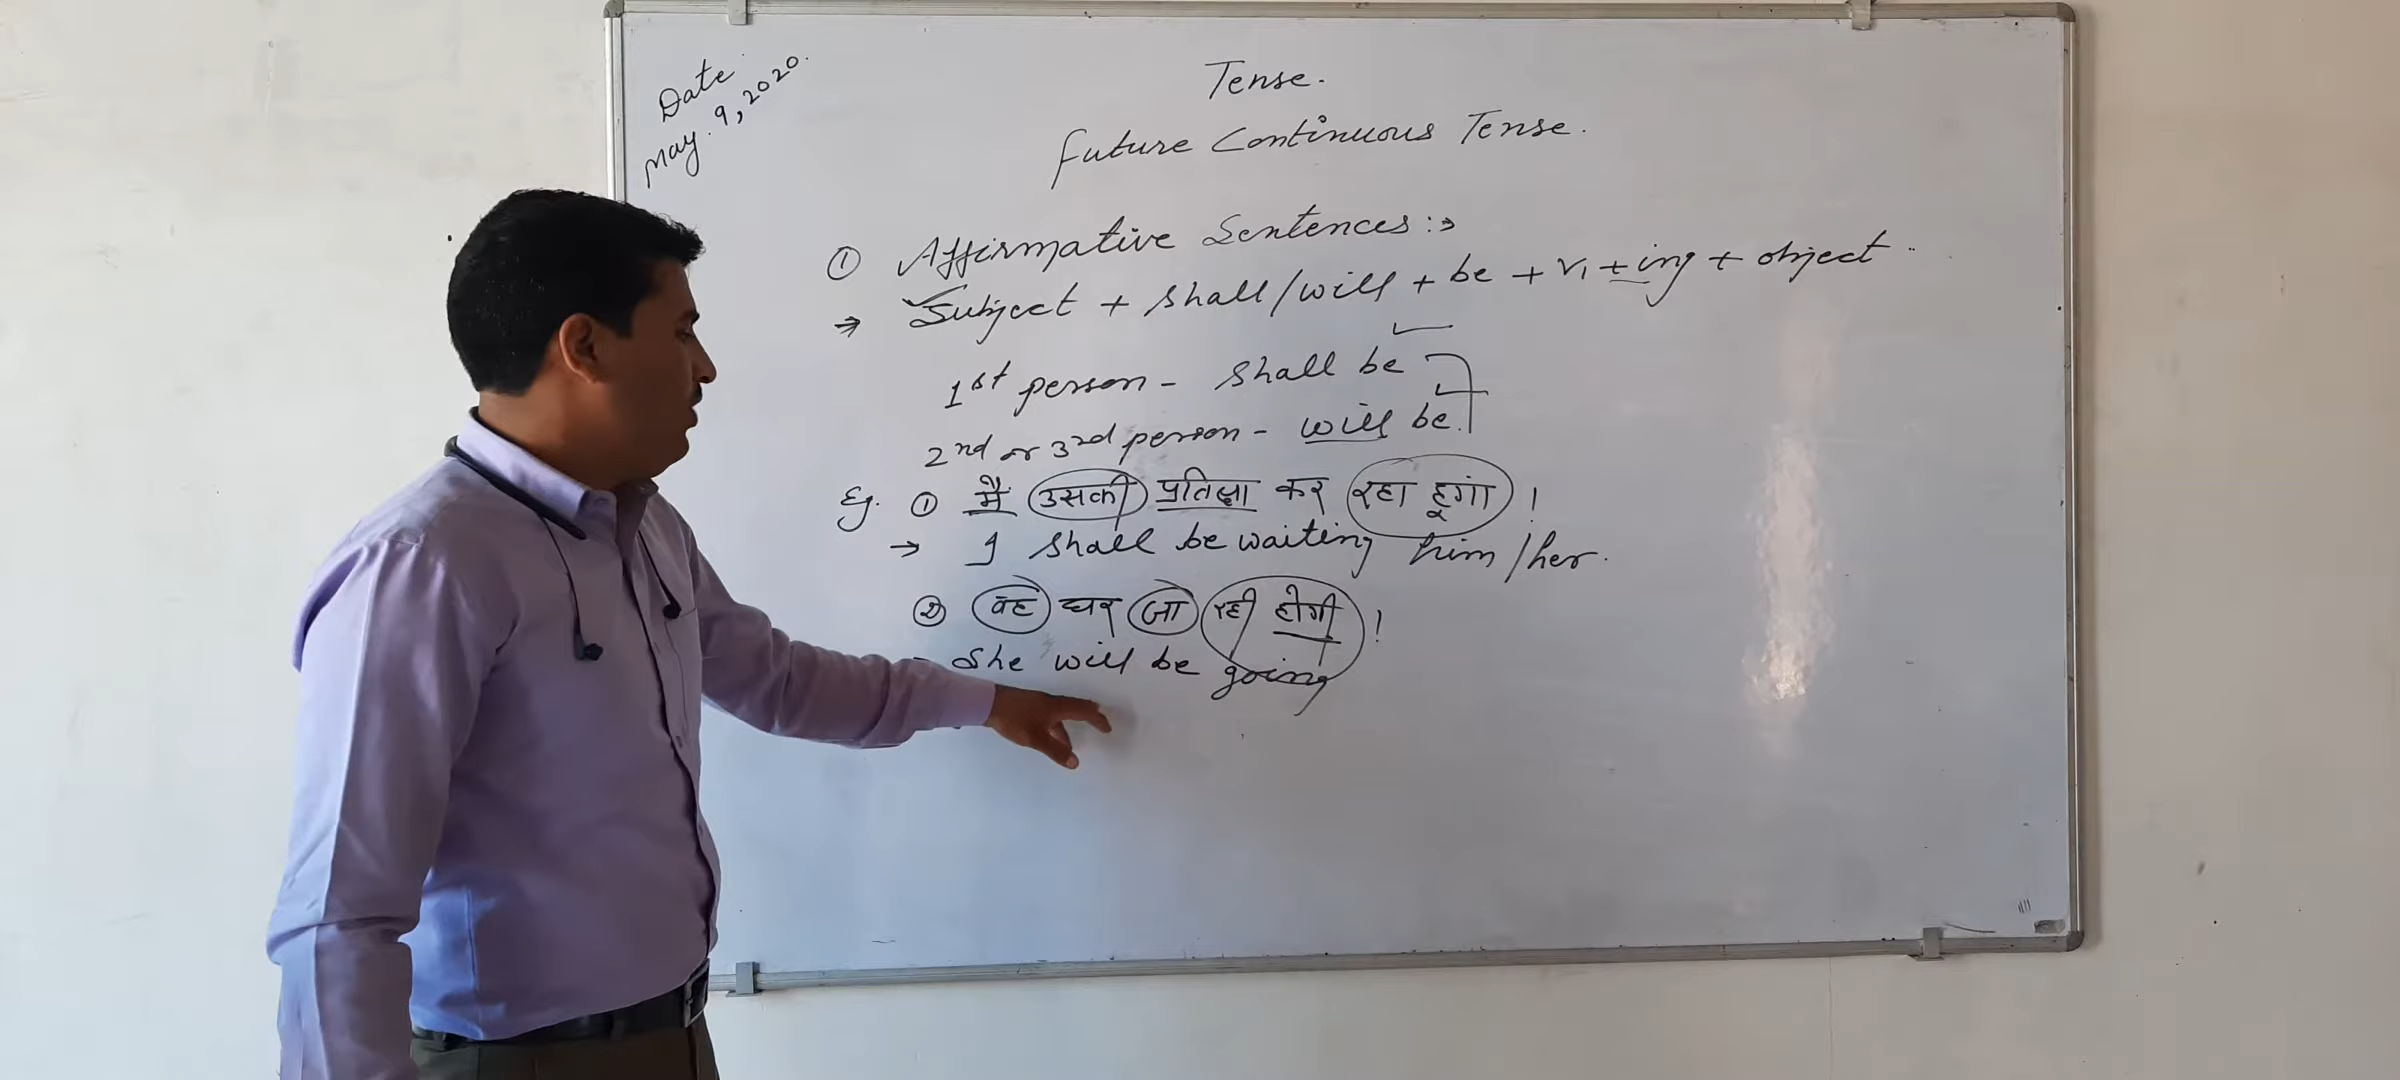 Date
May. 9, 2020.
Tense.
Future Continuous Tense.
① Affirmative Sentences :→
⇒ Subject + shall/will + be + V1 + ing + object.
1st person - shall be
2nd or 3rd person - will be.
Eg. ① मैं उसकी प्रतिक्षा कर रहा हूगां !
→ I shall be waiting him/her.
② वह घर जा रही होगी !
- She will be going